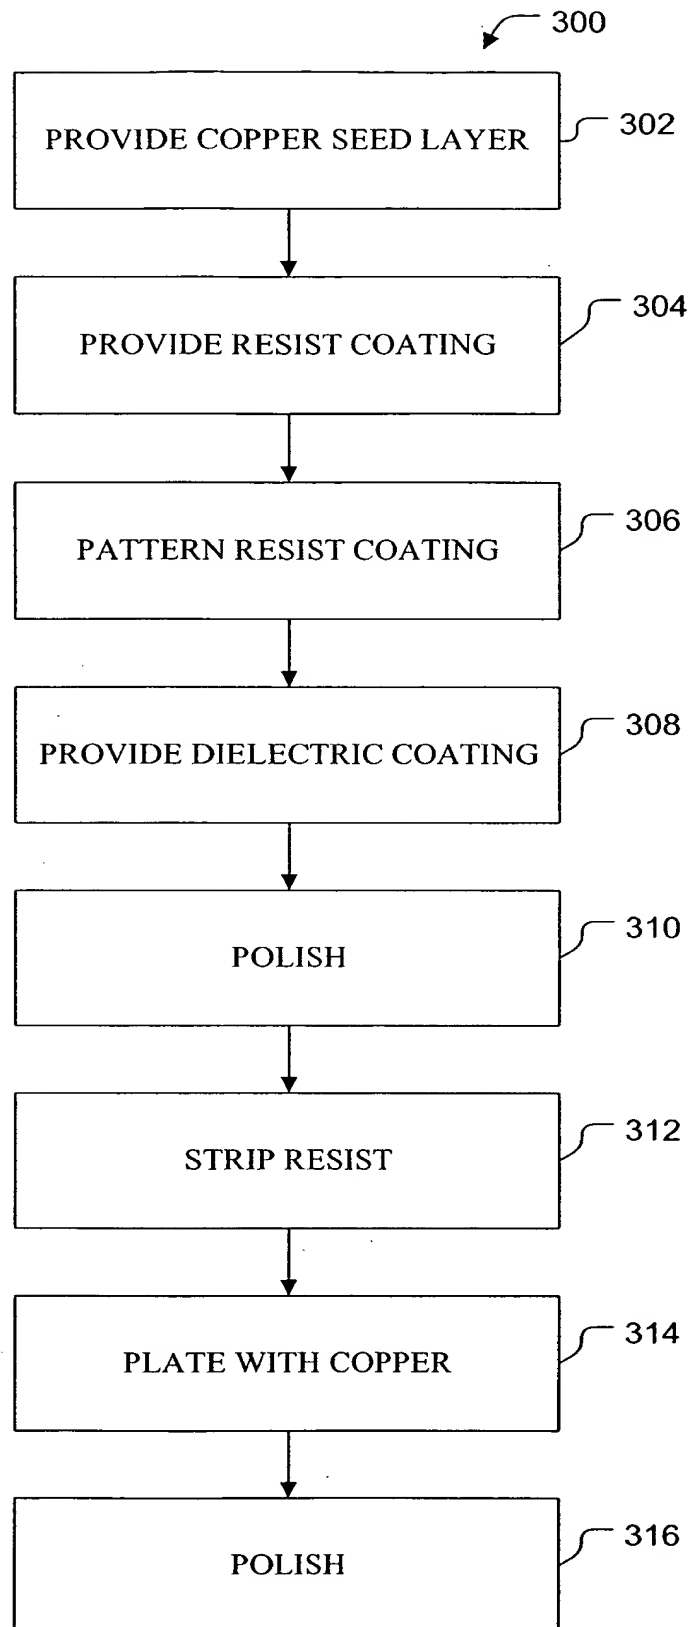 300
PROVIDE COPPER SEED LAYER
302
PROVIDE RESIST COATING
304
PATTERN RESIST COATING
306
PROVIDE DIELECTRIC COATING
308
POLISH
310
STRIP RESIST
312
PLATE WITH COPPER
314
POLISH
316